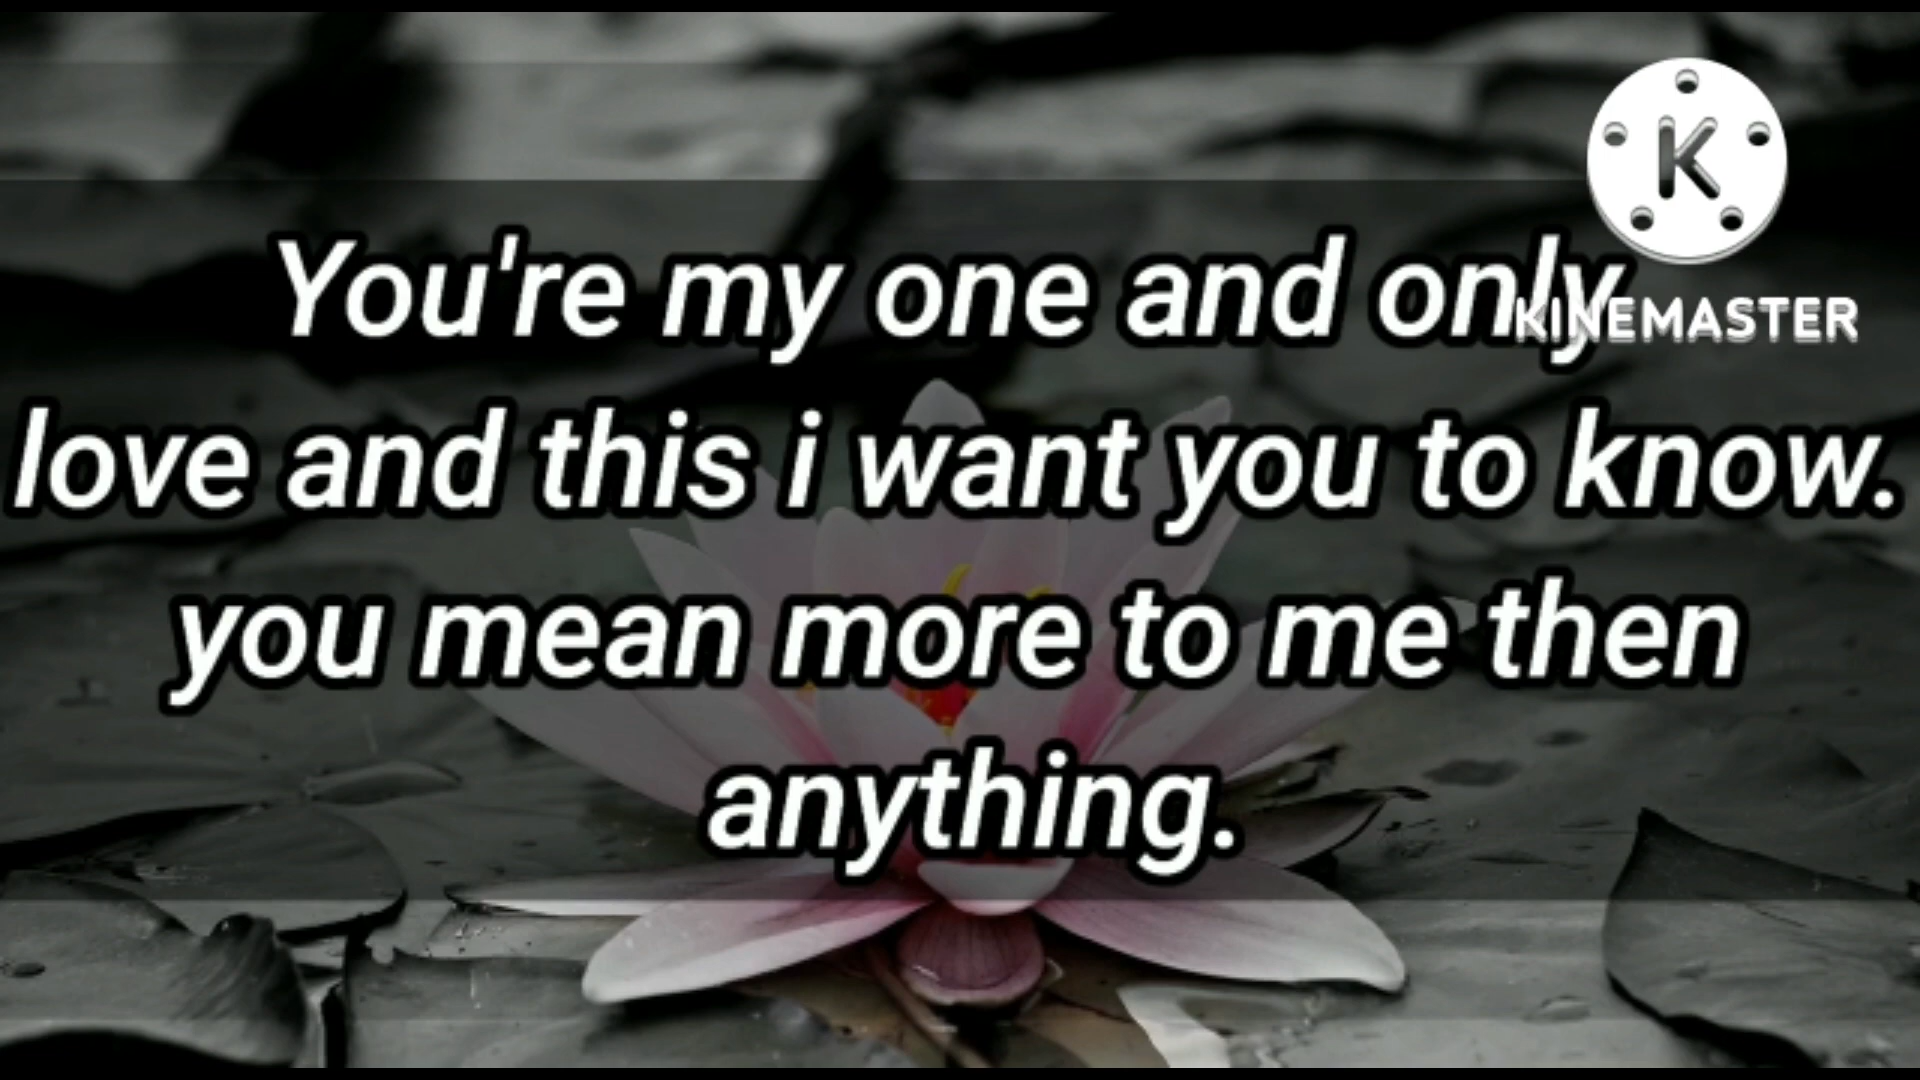 K
KINEMASTER
You're my one and only
love and this i want you to know.
you mean more to me then
anything.